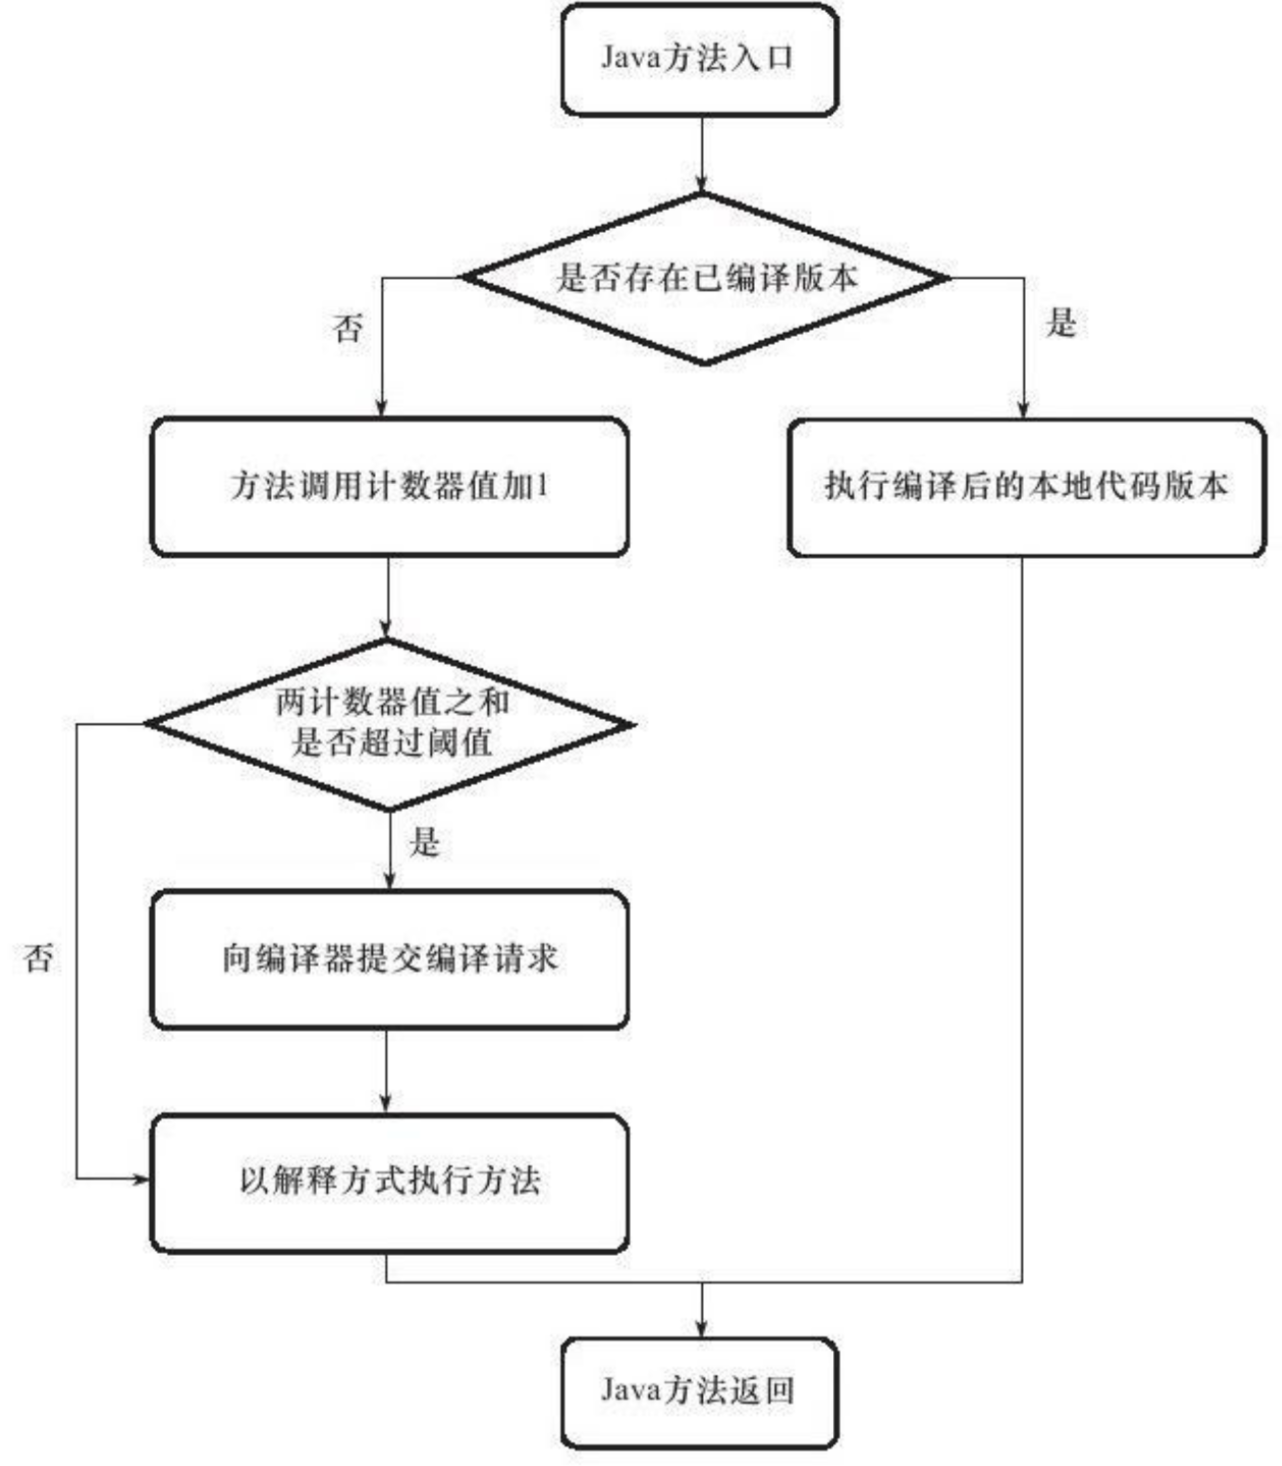 Java方法入口
是否存在已编译版本
否
是
方法调用计数器值加1
执行编译后的本地代码版本
两计数器值之和
是否超过阈值
是
向编译器提交编译请求
否
以解释方式执行方法
Java方法返回